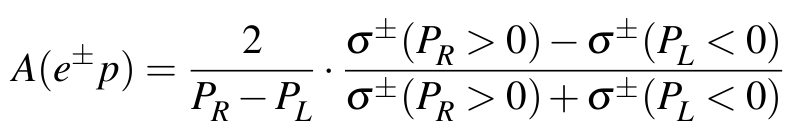 A(e^±p) = \frac{2}{P_R − P_L} · \frac{σ^±(P_R > 0) − σ^±(P_L < 0)}{σ^±(P_R > 0) + σ^±(P_L < 0)}